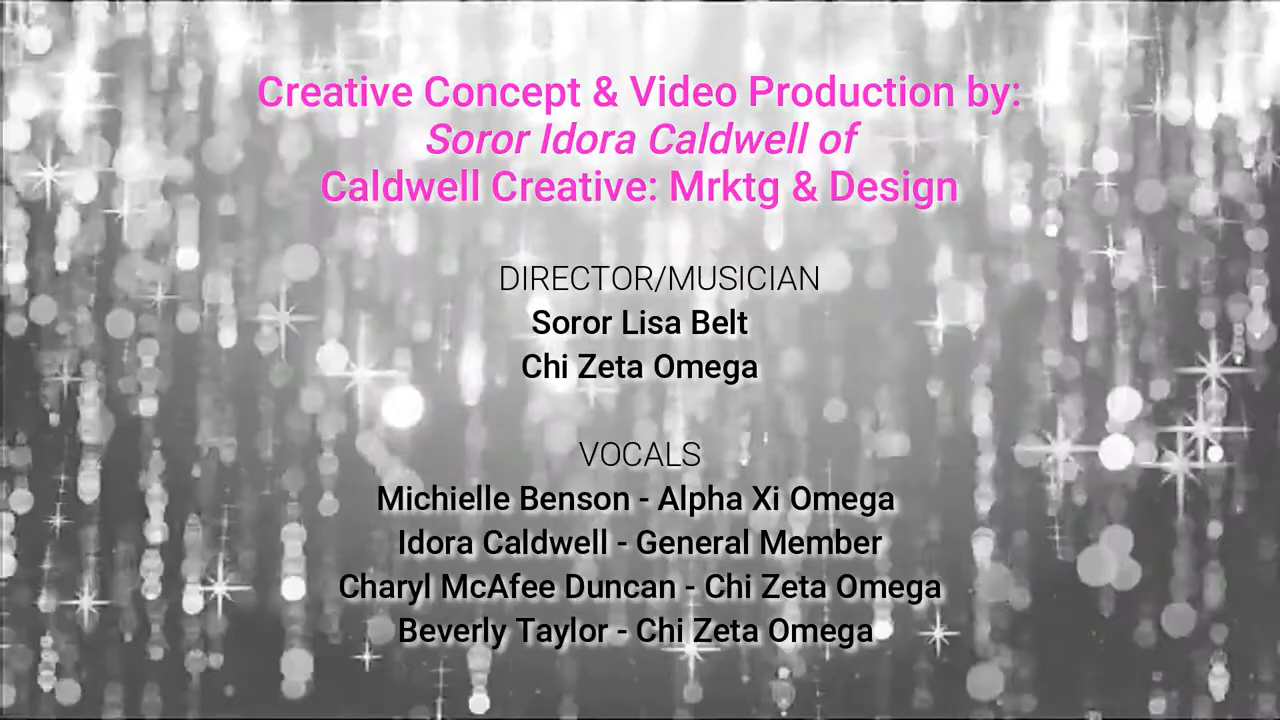 Creative Concept & Video Production by:
Soror Idora Caldwell of
Caldwell Creative: Mrktg & Design
DIRECTOR/MUSICIAN
Soror Lisa Belt
Chi Zeta Omega
VOCALS
Michielle Benson - Alpha Xi Omega
Idora Caldwell - General Member
Charyl McAfee Duncan - Chi Zeta Omega
Beverly Taylor - Chi Zeta Omega